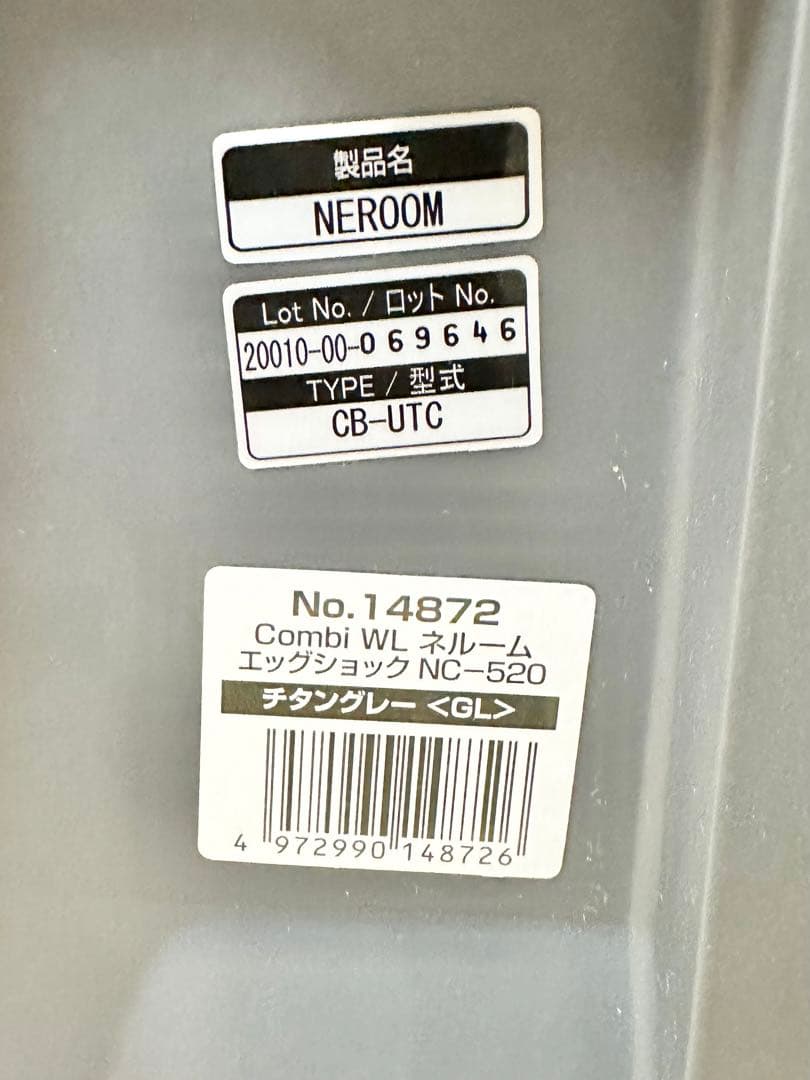 製品名
NEROOM
Lot No. / ロット No.
20010-00-069646
TYPE / 型式
CB-UTC
No.14872
Combi WL ネルーム
エッグショック NC-520
チタングレー <GL>
4 972990 148726